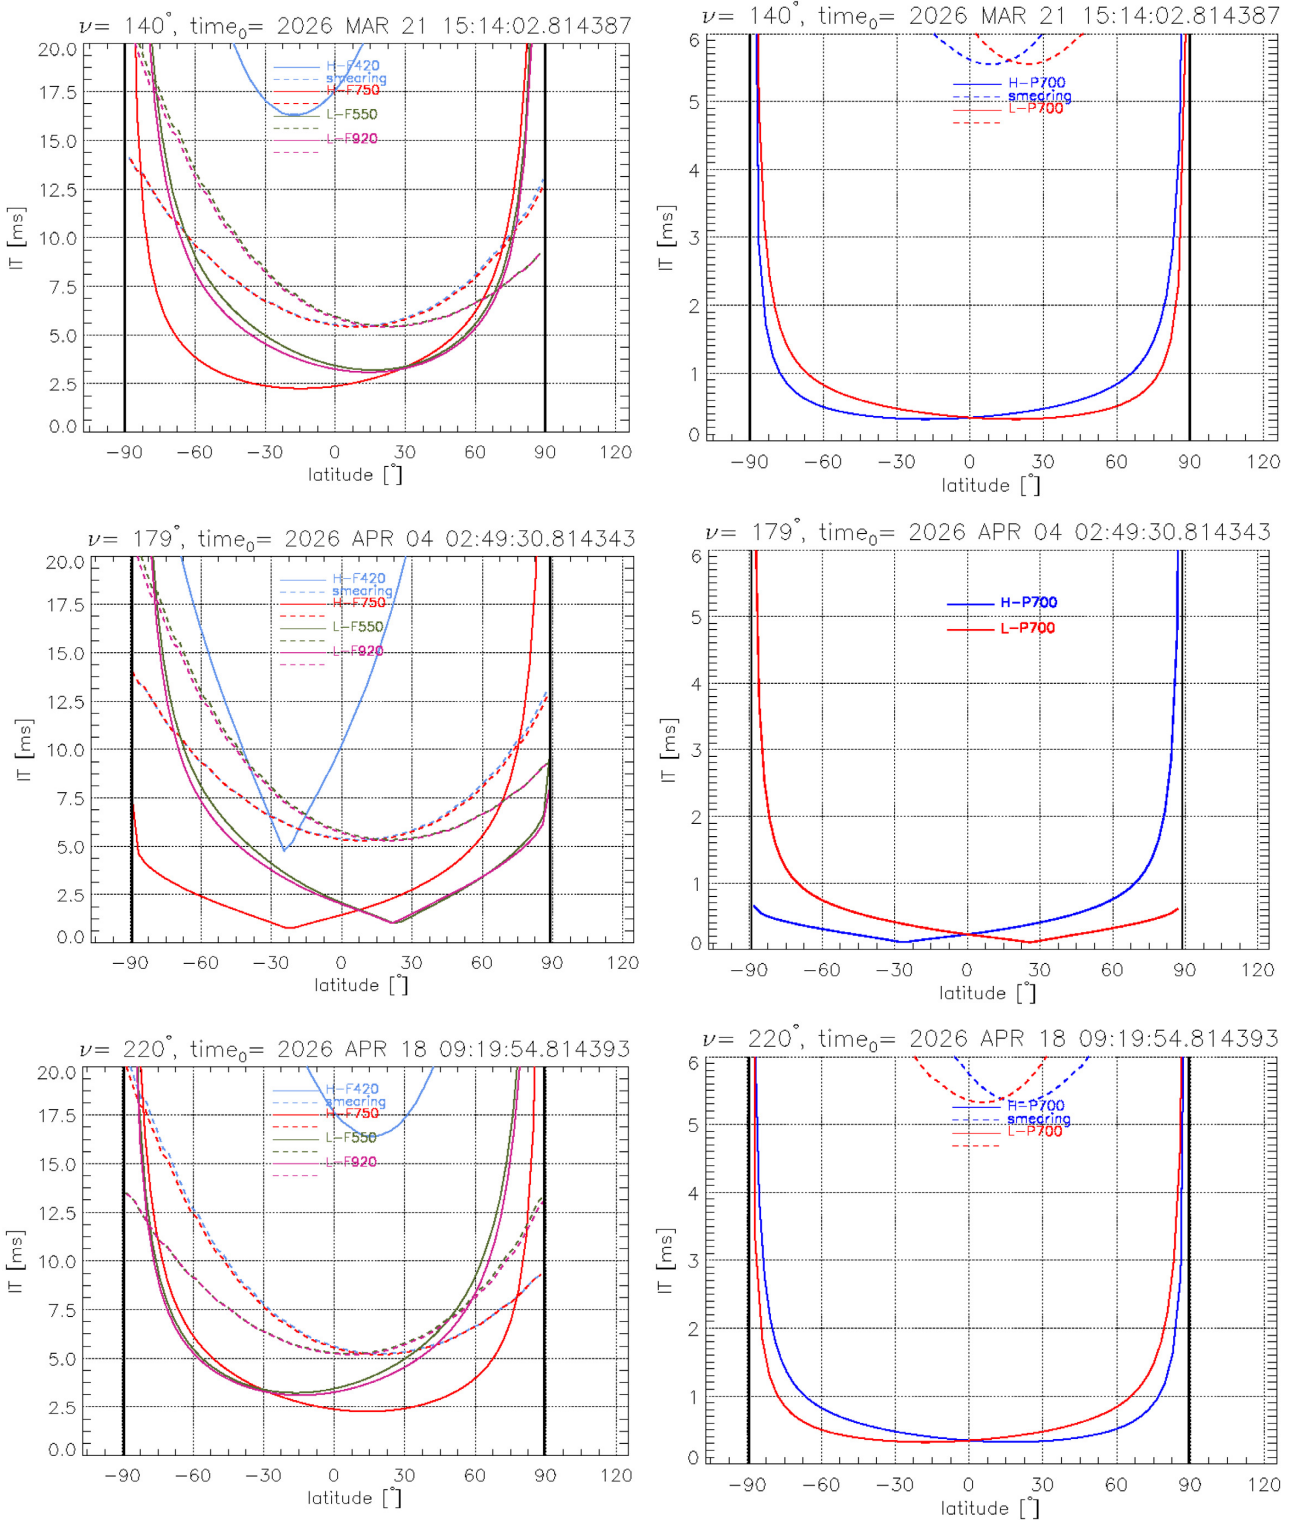 ν= 140°, time₀= 2026 MAR 21 15:14:02.814387
20.0
17.5
15.0
12.5
10.0
7.5
5.0
2.5
0.0
IT [ms]
H-F420
smearing
H-F750
L-F550
L-F920
-90 -60 -30 0 30 60 90 120
latitude [°]
ν= 140°, time₀= 2026 MAR 21 15:14:02.814387
6
5
4
3
2
1
0
IT [ms]
H-P700
smearing
L-P700
-90 -60 -30 0 30 60 90 120
latitude [°]
ν= 179°, time₀= 2026 APR 04 02:49:30.814343
20.0
17.5
15.0
12.5
10.0
7.5
5.0
2.5
0.0
IT [ms]
H-F420
smearing
H-F750
L-F550
L-F920
-90 -60 -30 0 30 60 90 120
latitude [°]
ν= 179°, time₀= 2026 APR 04 02:49:30.814343
6
5
4
3
2
1
0
IT [ms]
H-P700
L-P700
-90 -60 -30 0 30 60 90 120
latitude [°]
ν= 220°, time₀= 2026 APR 18 09:19:54.814393
20.0
17.5
15.0
12.5
10.0
7.5
5.0
2.5
0.0
IT [ms]
H-F420
smearing
H-F750
L-F550
L-F920
-90 -60 -30 0 30 60 90 120
latitude [°]
ν= 220°, time₀= 2026 APR 18 09:19:54.814393
6
5
4
3
2
1
0
IT [ms]
H-P700
smearing
L-P700
-90 -60 -30 0 30 60 90 120
latitude [°]